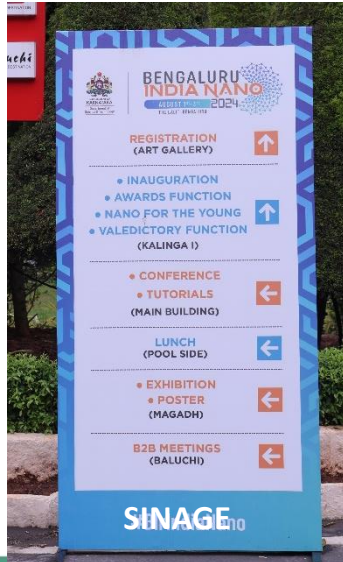 BENGALURU
INDIA NANO
2024
REGISTRATION
(ART GALLERY)
• INAUGURATION
• AWARDS FUNCTION
• NANO FOR THE YOUNG
• VALEDICTORY FUNCTION
(KALINGA I)
• CONFERENCE
• TUTORIALS
(MAIN BUILDING)
LUNCH
(POOL SIDE)
• EXHIBITION
• POSTER
(MAGADH)
B2B MEETINGS
(BALUCHI)
SINAGE